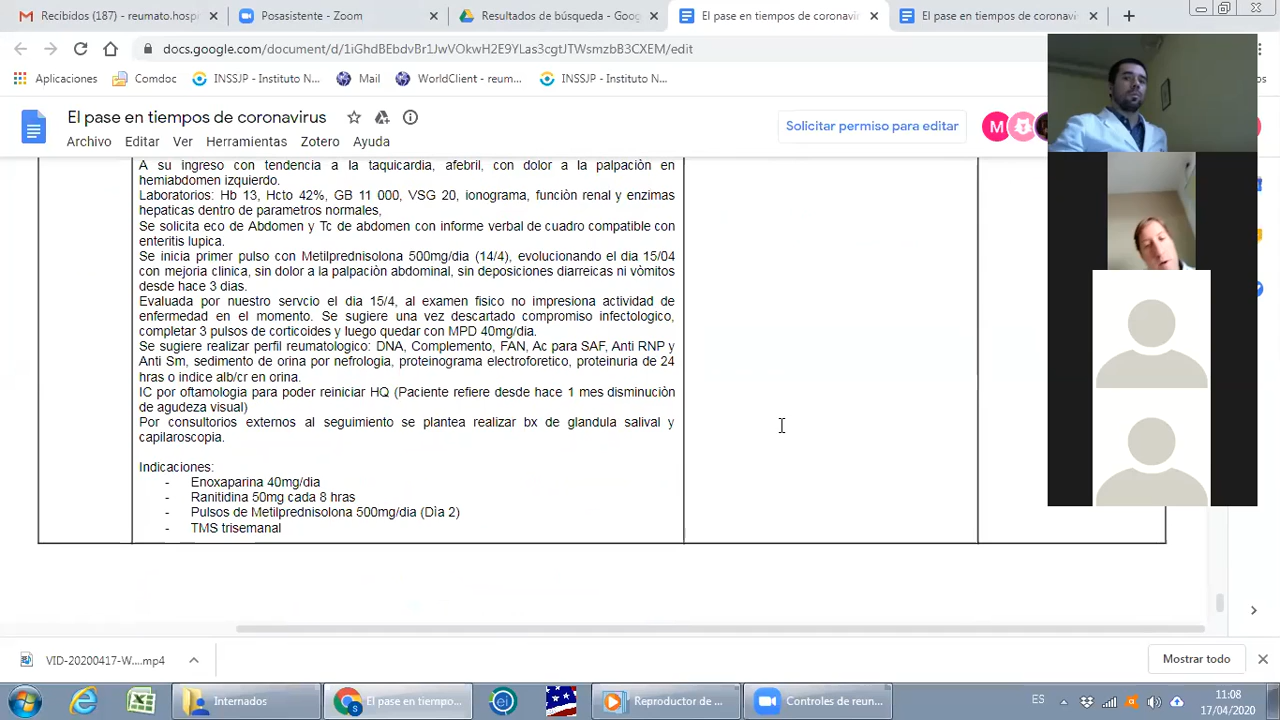 Recibidos (187) - reumato.hosp
Posasistente - Zoom
Resultados de búsqueda - Goog
El pase en tiempos de coronavir
El pase en tiempos de coronavir
docs.google.com/document/d/1iGhdBEbdvBr1JwVOkwH2E9YLas3cgtJTWsmzbB3CXEM/edit
Aplicaciones
Comdoc
INSSJP - Instituto N...
Mail
WorldClient - reum...
INSSJP - Instituto N...
os
El pase en tiempos de coronavirus
Archivo Editar Ver Herramientas Zotero Ayuda
Solicitar permiso para editar
M
A su ingreso con tendencia a la taquicardia, afebril, con dolor a la palpaciòn en
hemiabdomen izquierdo.
Laboratorios: Hb 13, Hcto 42%, GB 11 000, VSG 20, ionograma, funciòn renal y enzimas
hepaticas dentro de parametros normales,
Se solicita eco de Abdomen y Tc de abdomen con informe verbal de cuadro compatible con
enteritis lupica.
Se inicia primer pulso con Metilprednisolona 500mg/dia (14/4), evolucionando el dia 15/04
con mejoria clinica, sin dolor a la palpaciòn abdominal, sin deposiciones diarreicas ni vòmitos
desde hace 3 dias.
Evaluada por nuestro servcio el dia 15/4, al examen fisico no impresiona actividad de
enfermedad en el momento. Se sugiere una vez descartado compromiso infectologico,
completar 3 pulsos de corticoides y luego quedar con MPD 40mg/dia.
Se sugiere realizar perfil reumatologico: DNA, Complemento, FAN, Ac para SAF, Anti RNP y
Anti Sm, sedimento de orina por nefrologia, proteinograma electroforetico, proteinuria de 24
hras o indice alb/cr en orina.
IC por oftamologia para poder reiniciar HQ (Paciente refiere desde hace 1 mes disminuciòn
de agudeza visual)
Por consultorios externos al seguimiento se plantea realizar bx de glandula salival y
capilaroscopia.
Indicaciones:
- Enoxaparina 40mg/dia
- Ranitidina 50mg cada 8 hras
- Pulsos de Metilprednisolona 500mg/dia (Dìa 2)
- TMS trisemanal
VID-20200417-W....mp4
Mostrar todo
Internados
El pase en tiempo...
Reproductor de ...
Controles de reun...
ES
11:08
17/04/2020